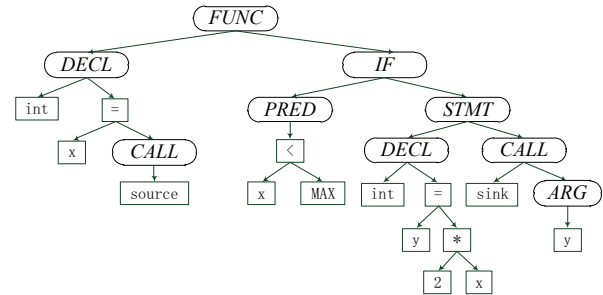 FUNC
DECL IF
int = PRED STMT
x CALL < DECL CALL
source x MAX int = sink ARG
y * y
2 x